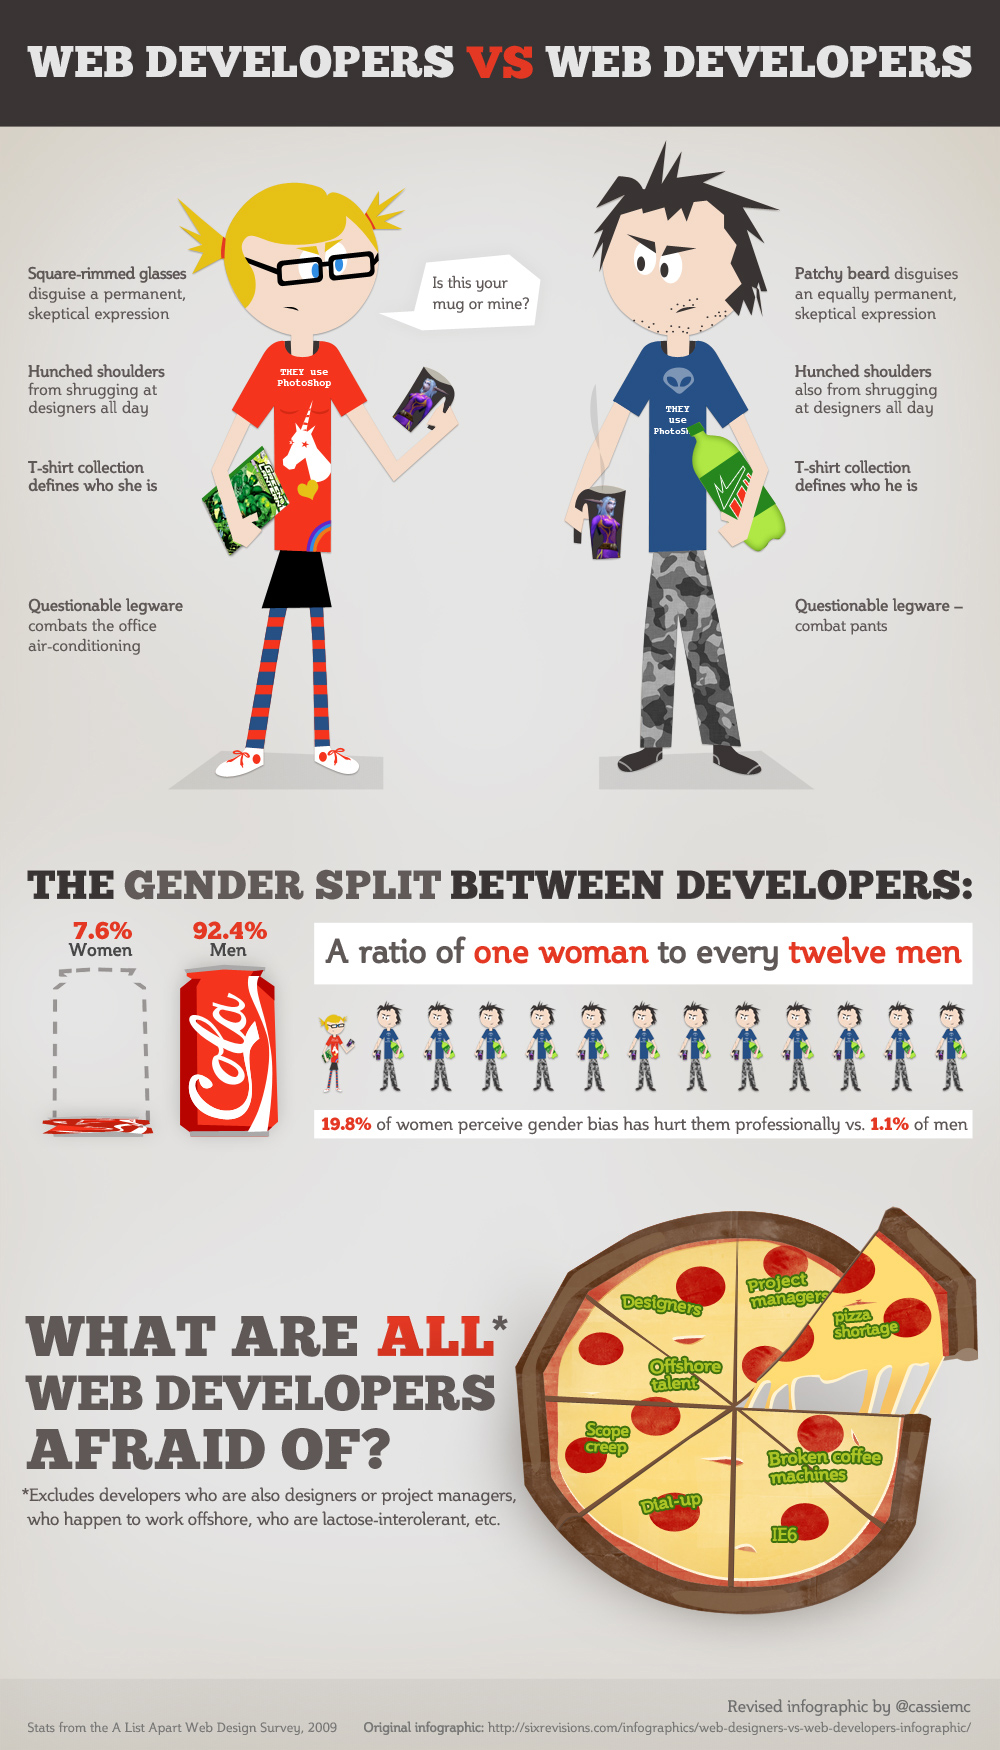 WEB DEVELOPERS VS WEB DEVELOPERS
Square-rimmed glasses
disguise a permanent,
skeptical expression
Hunched shoulders
from shrugging at
designers all day
T-shirt collection
defines who she is
Questionable legware
combats the office
air-conditioning
THEY use
PhotoShop
Is this your
mug or mine?
THEY
use
PhotoSh
Patchy beard disguises
an equally permanent,
skeptical expression
Hunched shoulders
also from shrugging
at designers all day
T-shirt collection
defines who he is
Questionable legware –
combat pants
THE GENDER SPLIT BETWEEN DEVELOPERS:
7.6%
Women
92.4%
Men
Cola
A ratio of one woman to every twelve men
19.8% of women perceive gender bias has hurt them professionally vs. 1.1% of men
WHAT ARE ALL*
WEB DEVELOPERS
AFRAID OF?
*Excludes developers who are also designers or project managers,
who happen to work offshore, who are lactose-interolerant, etc.
Designers
Project
managers
pizza
shortage
Offshore
talent
Scope
creep
Broken coffee
machines
Dial-up
IE6
Revised infographic by @cassiemc
Stats from the A List Apart Web Design Survey, 2009
Original infographic: http://sixrevisions.com/infographics/web-designers-vs-web-developers-infographic/